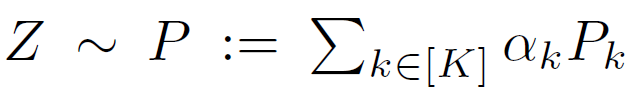 Z ∼ P := ∑_{k∈[K]} α_k P_k